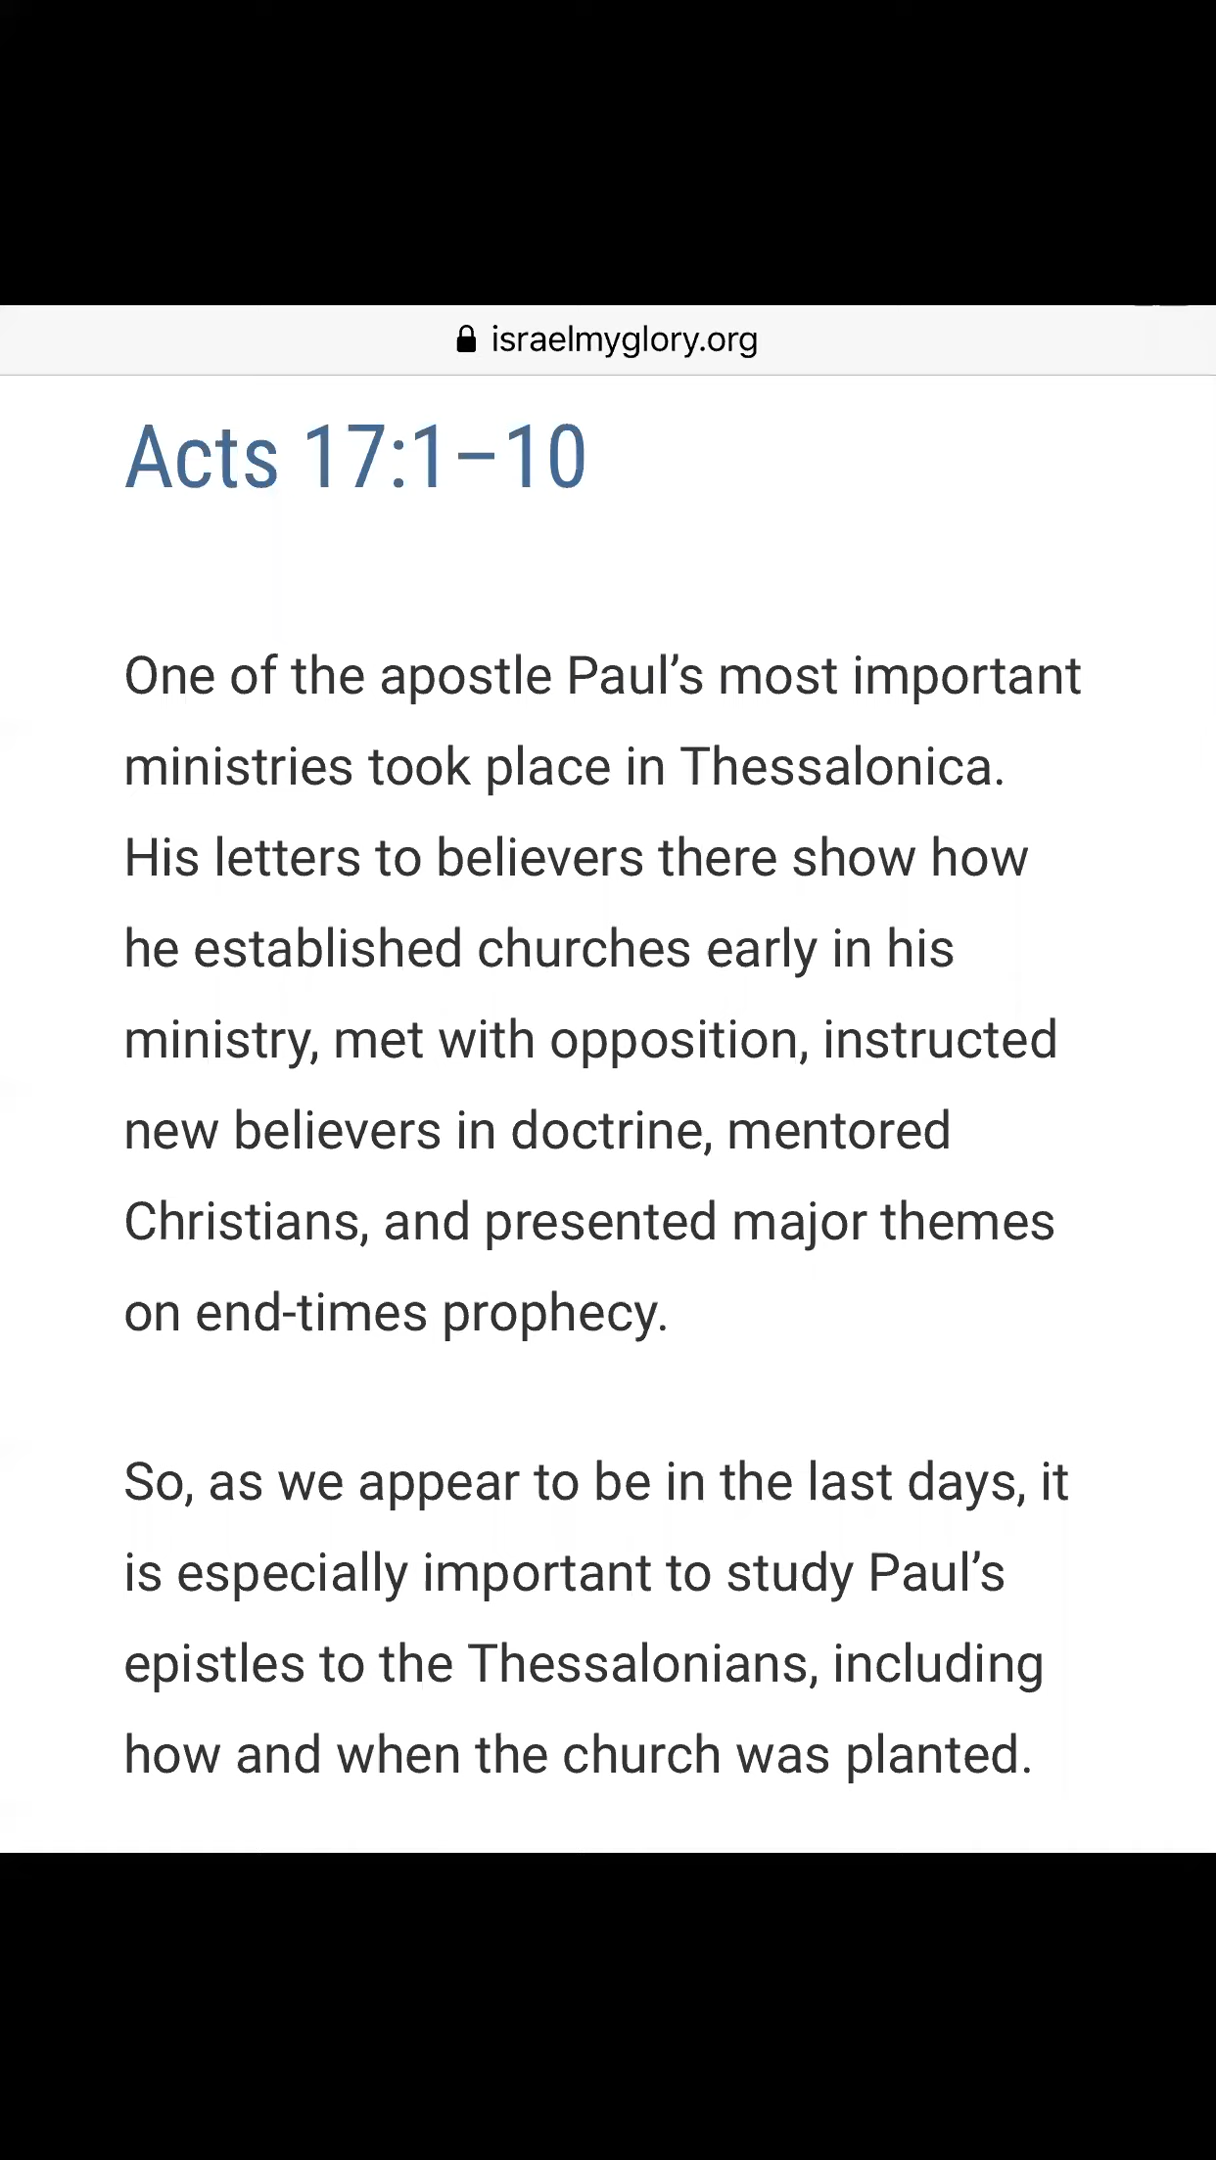 israelmyglory.org
Acts 17:1–10
One of the apostle Paul’s most important
ministries took place in Thessalonica.
His letters to believers there show how
he established churches early in his
ministry, met with opposition, instructed
new believers in doctrine, mentored
Christians, and presented major themes
on end-times prophecy.
So, as we appear to be in the last days, it
is especially important to study Paul’s
epistles to the Thessalonians, including
how and when the church was planted.